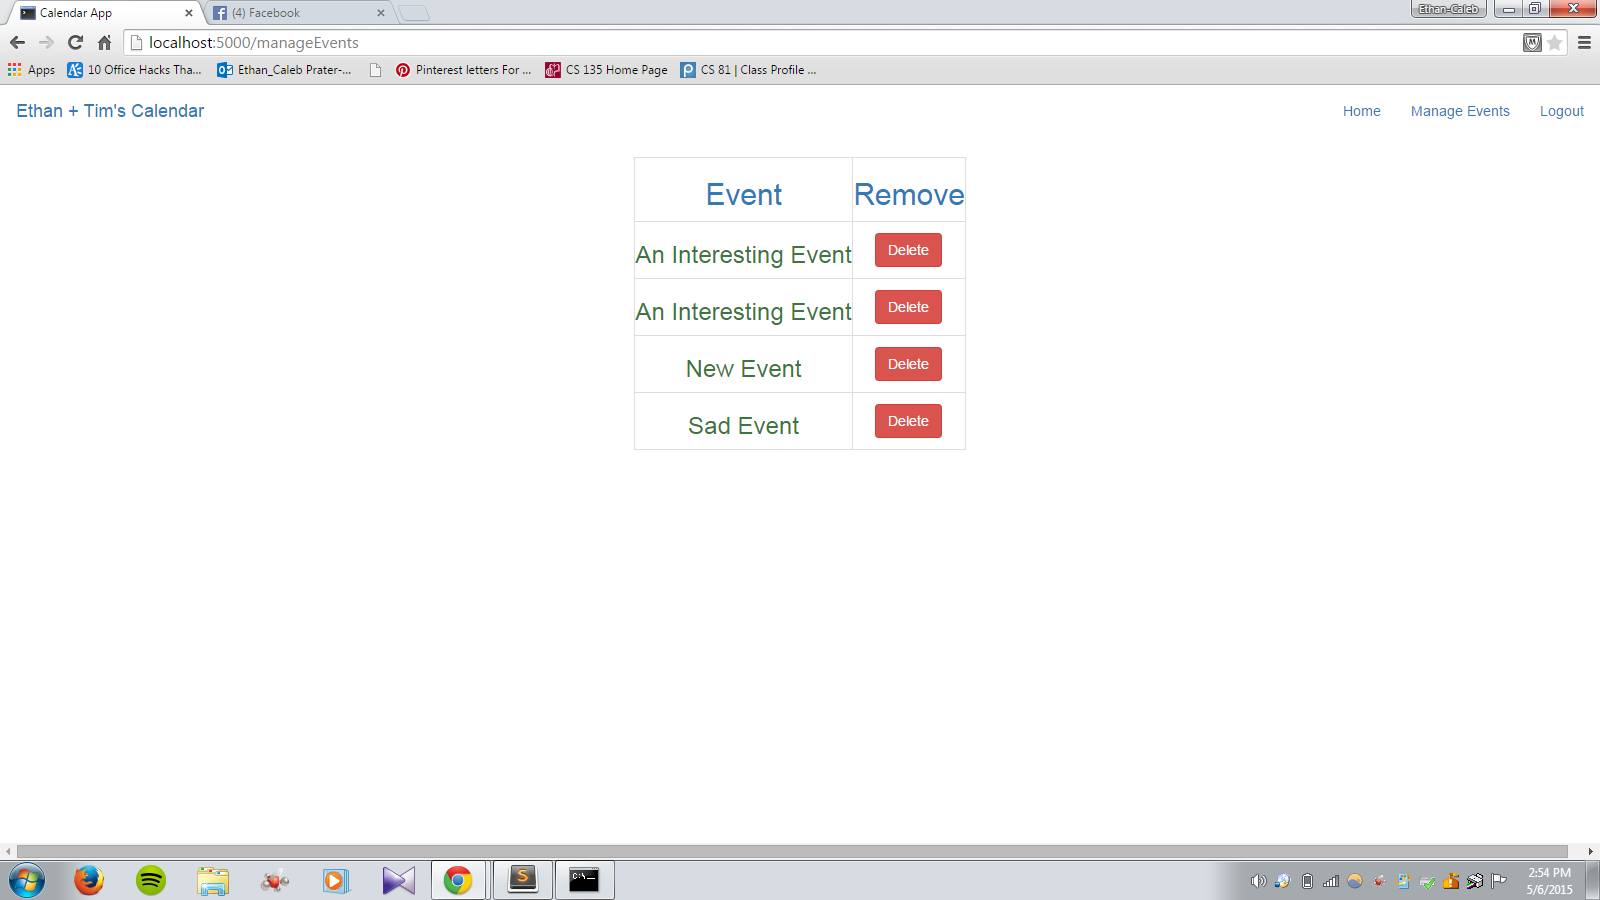 Calendar App
(4) Facebook
Ethan-Caleb
localhost:5000/manageEvents
Apps
10 Office Hacks Tha...
Ethan_Caleb Prater-...
Pinterest letters For ...
CS 135 Home Page
CS 81 | Class Profile ...
Ethan + Tim's Calendar
Home
Manage Events
Logout
Event
Remove
An Interesting Event
Delete
An Interesting Event
Delete
New Event
Delete
Sad Event
Delete
2:54 PM
5/6/2015